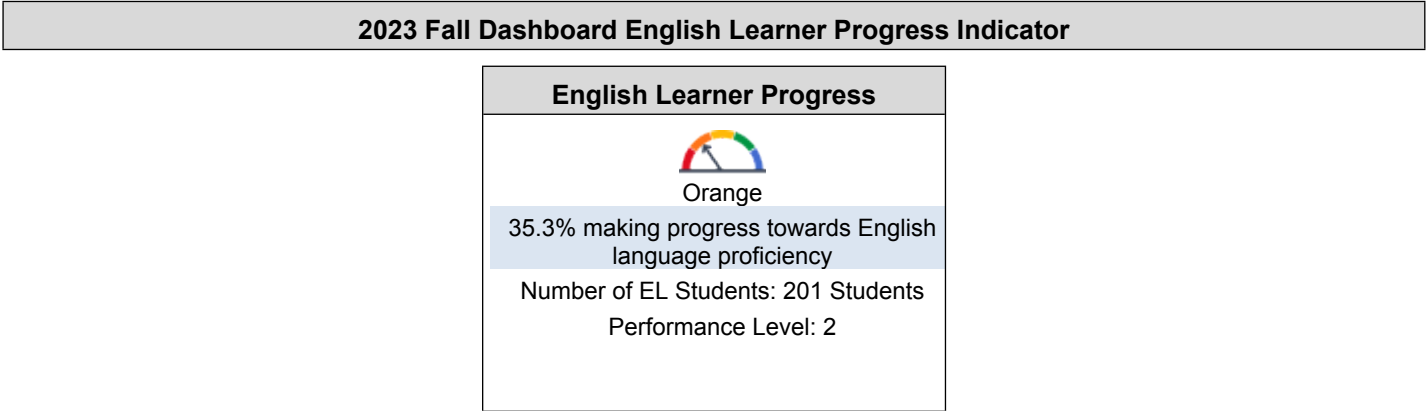 2023 Fall Dashboard English Learner Progress Indicator
English Learner Progress
Orange
35.3% making progress towards English
language proficiency
Number of EL Students: 201 Students
Performance Level: 2